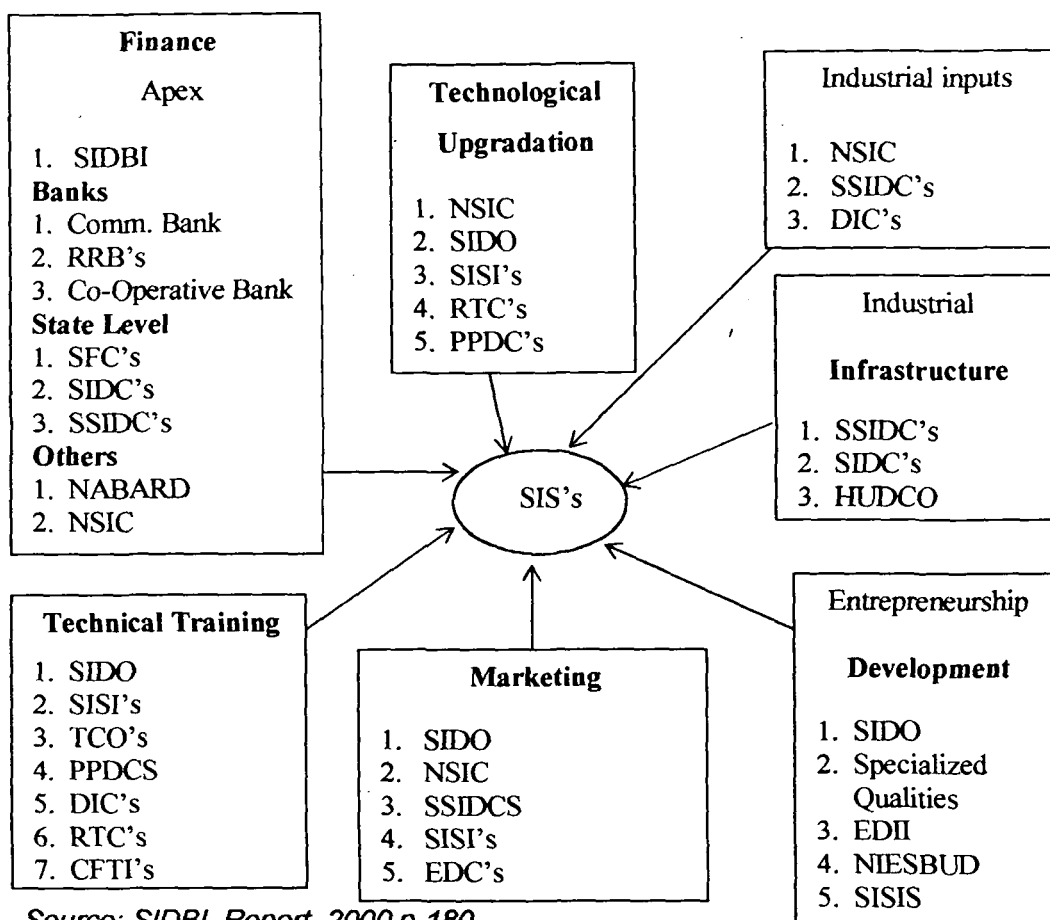 Finance
Apex
1. SIDBI
Banks
1. Comm. Bank
2. RRB's
3. Co-Operative Bank
State Level
1. SFC's
2. SIDC's
3. SSIDC's
Others
1. NABARD
2. NSIC
Technological
Upgradation
1. NSIC
2. SIDO
3. SISI's
4. RTC's
5. PPDC's
Industrial inputs
1. NSIC
2. SSIDC's
3. DIC's
Industrial
Infrastructure
1. SSIDC's
2. SIDC's
3. HUDCO
SIS's
Technical Training
1. SIDO
2. SISI's
3. TCO's
4. PPDCS
5. DIC's
6. RTC's
7. CFTI's
Marketing
1. SIDO
2. NSIC
3. SSIDCS
4. SISI's
5. EDC's
Entrepreneurship
Development
1. SIDO
2. Specialized
Qualities
3. EDII
4. NIESBUD
5. SISIS
Source: SIDBI, Report, 2000 p-180